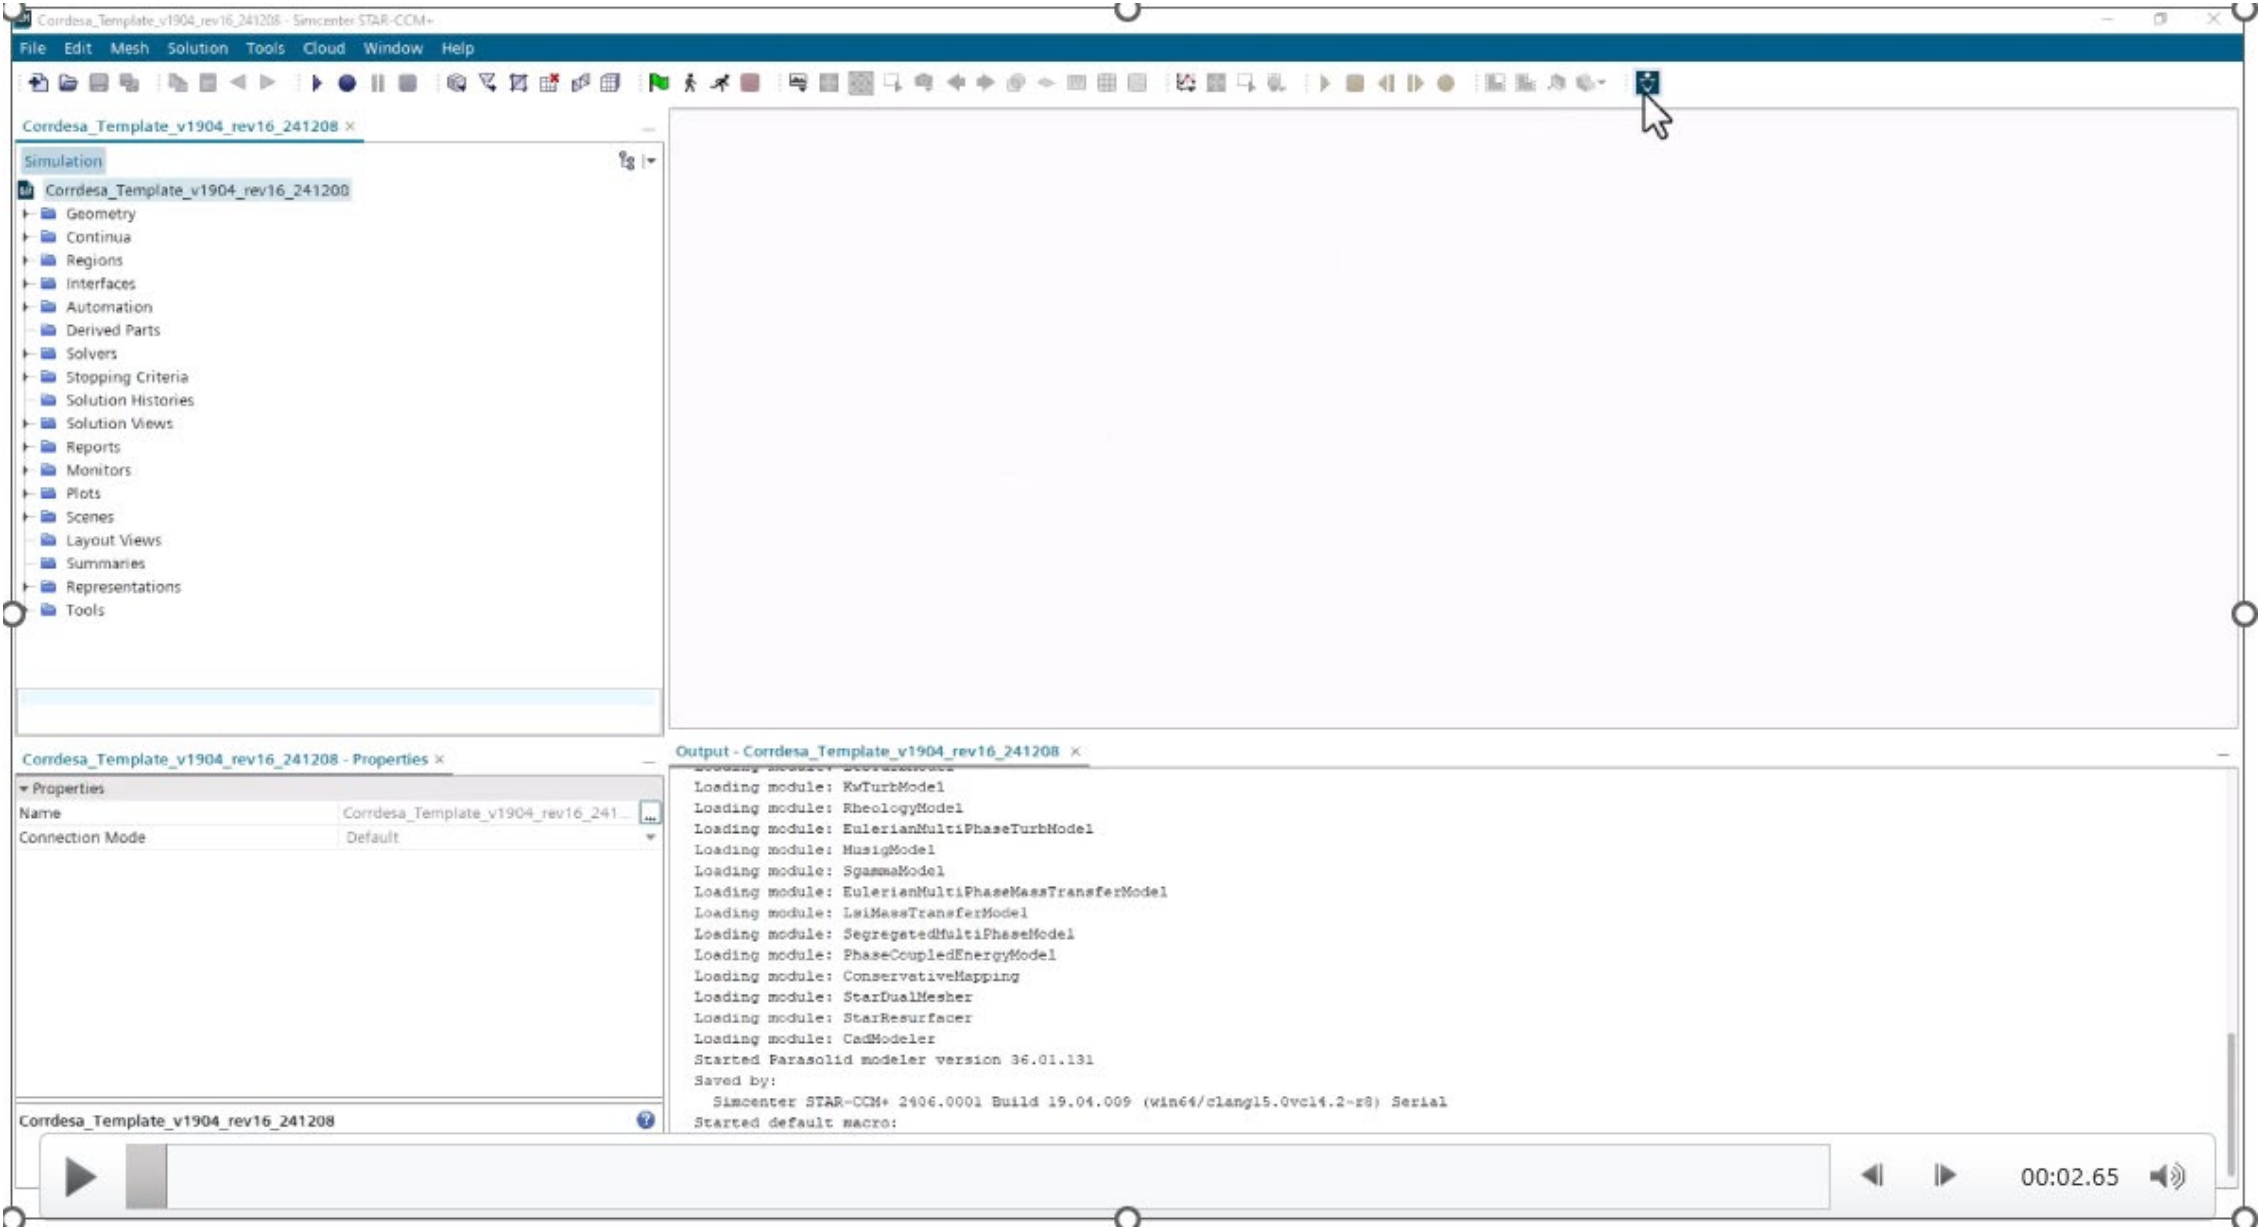 Corrdesa_Template_v1904_rev16_241208 - Simcenter STAR-CCM+
File Edit Mesh Solution Tools Cloud Window Help
Corrdesa_Template_v1904_rev16_241208 ×
Simulation
Corrdesa_Template_v1904_rev16_241208
Geometry
Continua
Regions
Interfaces
Automation
Derived Parts
Solvers
Stopping Criteria
Solution Histories
Solution Views
Reports
Monitors
Plots
Scenes
Layout Views
Summaries
Representations
Tools
Corrdesa_Template_v1904_rev16_241208 - Properties ×
Properties
Name Corrdesa_Template_v1904_rev16_241... ...
Connection Mode Default
Corrdesa_Template_v1904_rev16_241208
Output - Corrdesa_Template_v1904_rev16_241208 ×
Loading module: KwTurbModel
Loading module: RheologyModel
Loading module: EulerianMultiPhaseTurbModel
Loading module: MusigModel
Loading module: SgammaModel
Loading module: EulerianMultiPhaseMassTransferModel
Loading module: LsiMassTransferModel
Loading module: SegregatedMultiPhaseModel
Loading module: PhaseCoupledEnergyModel
Loading module: ConservativeMapping
Loading module: StarDualMesher
Loading module: StarResurfacer
Loading module: CadModeler
Started Parasolid modeler version 36.01.131
Saved by:
Simcenter STAR-CCM+ 2406.0001 Build 19.04.009 (win64/clang15.0vc14.2-r8) Serial
Started default macro:
00:02.65